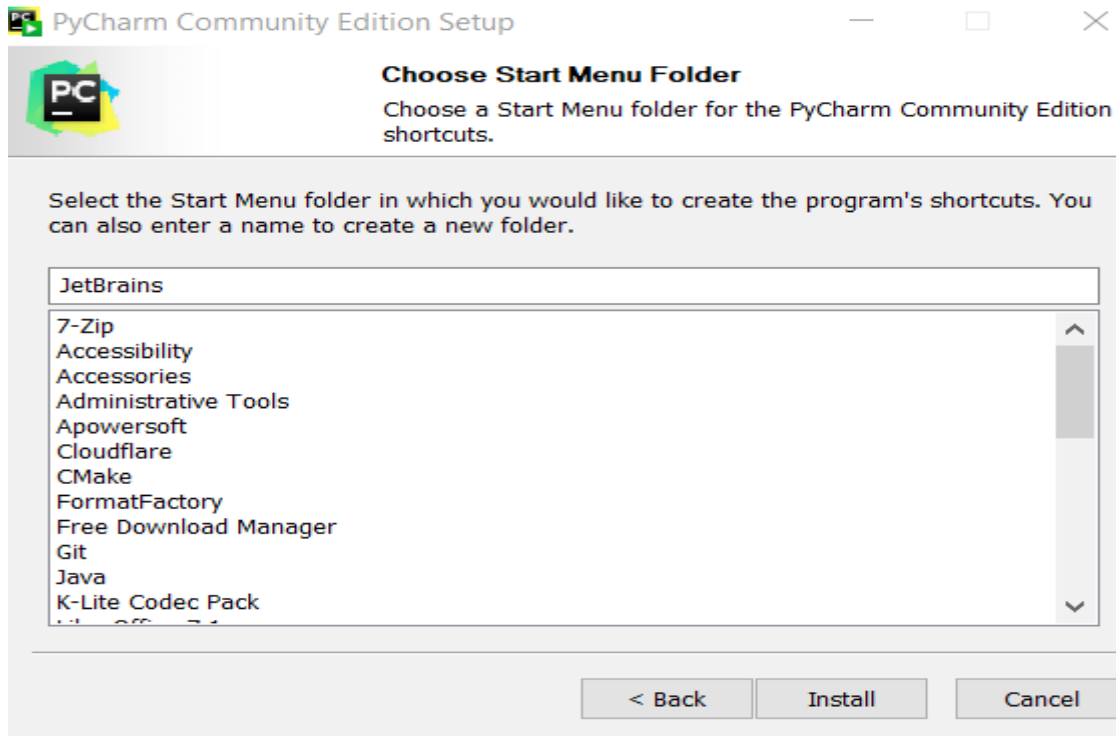 PyCharm Community Edition Setup
PC
Choose Start Menu Folder
Choose a Start Menu folder for the PyCharm Community Edition
shortcuts.
Select the Start Menu folder in which you would like to create the program's shortcuts. You
can also enter a name to create a new folder.
JetBrains
7-Zip
Accessibility
Accessories
Administrative Tools
Apowersoft
Cloudflare
CMake
FormatFactory
Free Download Manager
Git
Java
K-Lite Codec Pack
< Back Install Cancel